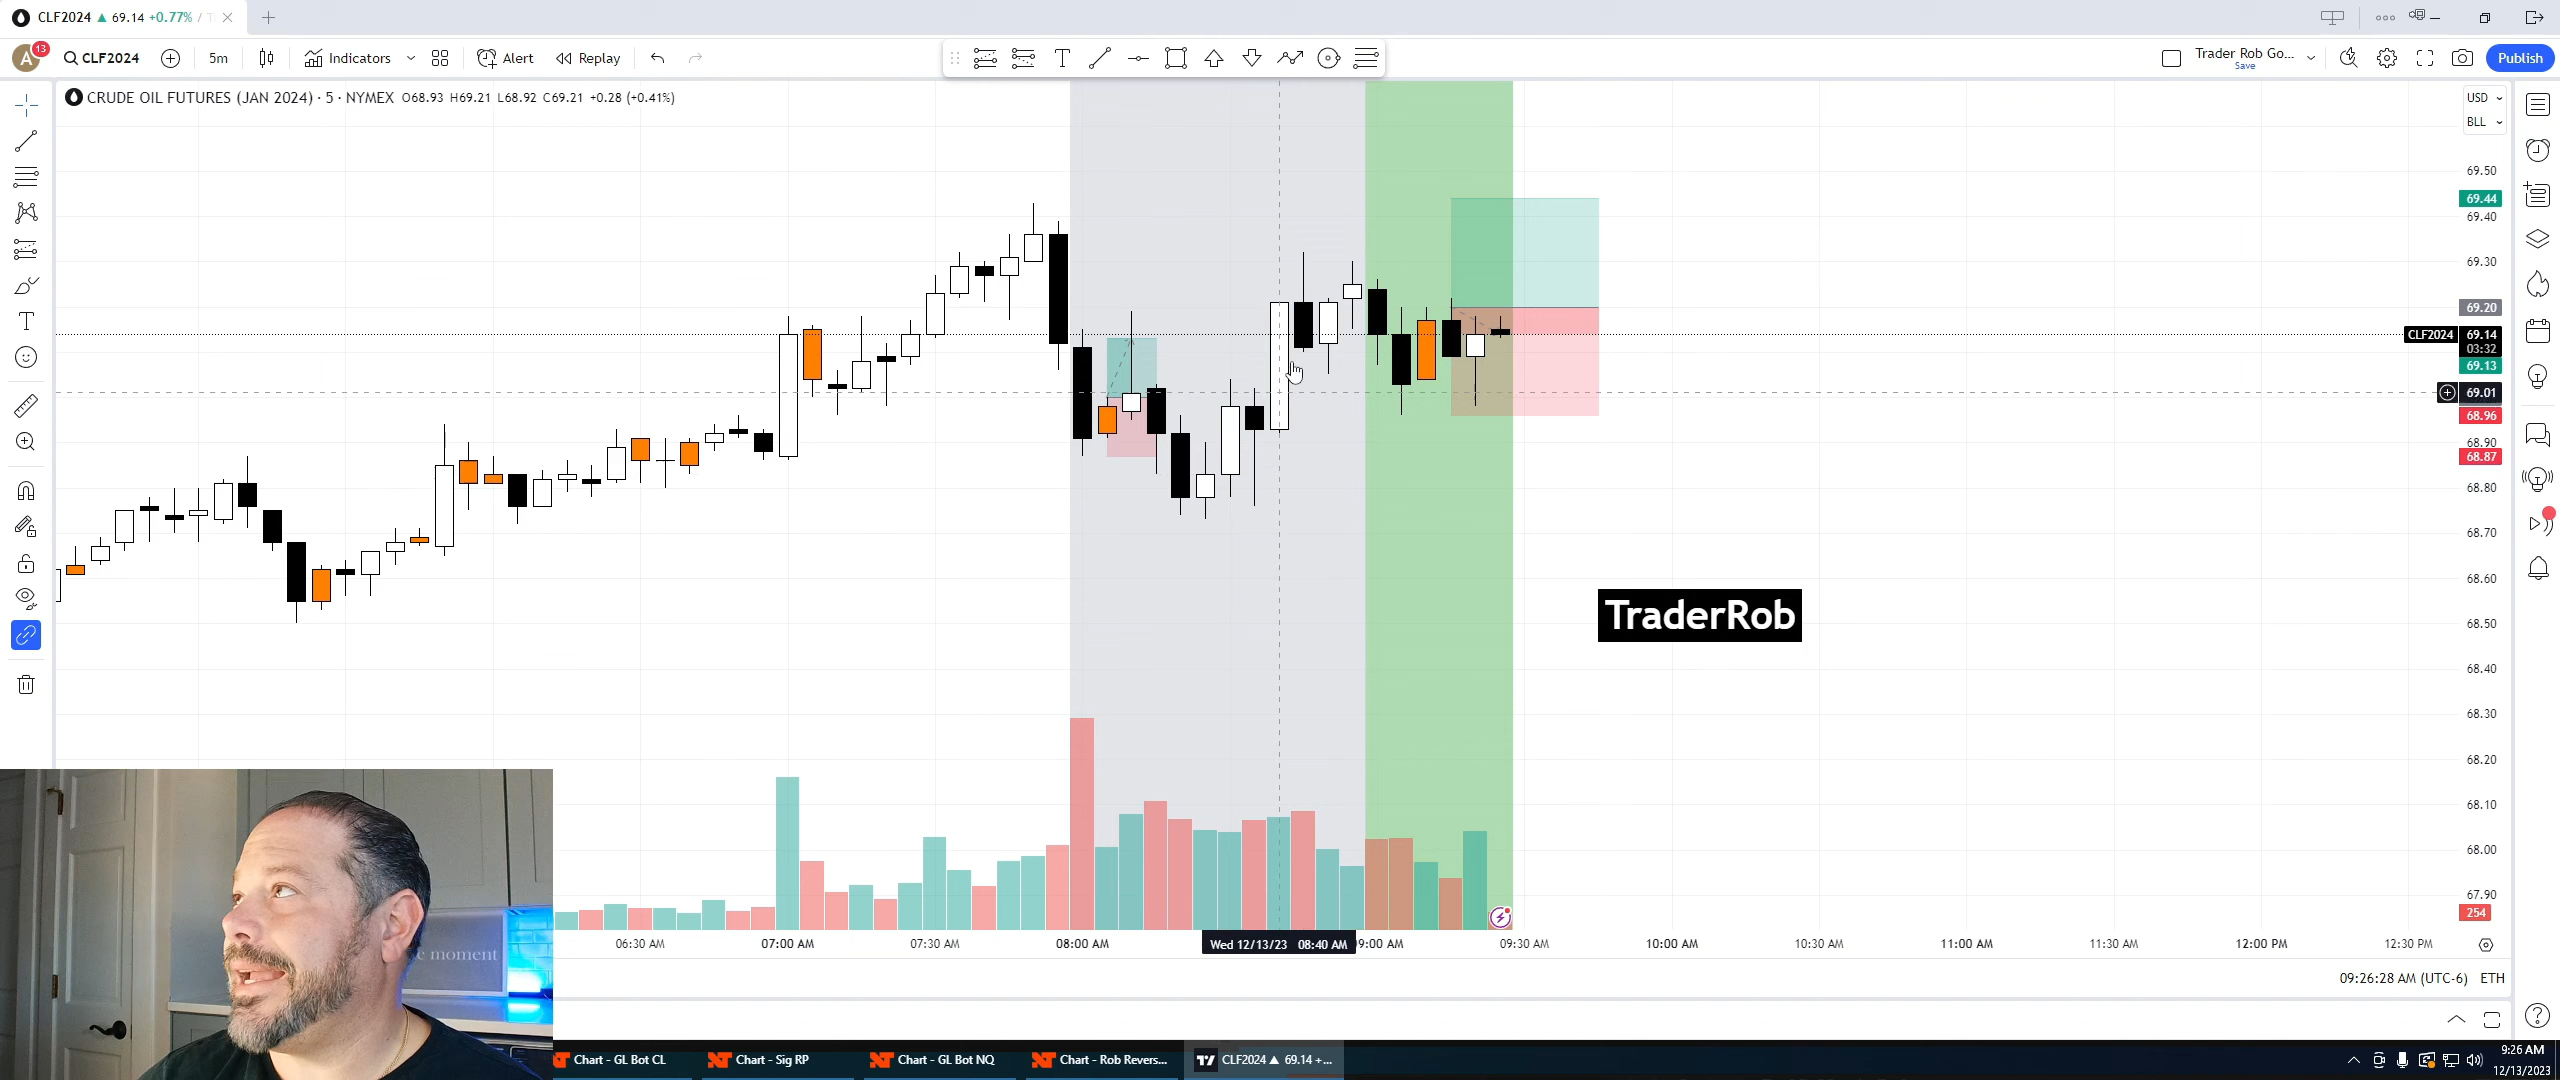 CLF2024 ▲ 69.14 +0.77% /
A 13 CLF2024 5m Indicators Alert Replay Trader Rob Go... Save Publish
CRUDE OIL FUTURES (JAN 2024) · 5 · NYMEX O68.93 H69.21 L68.92 C69.21 +0.28 (+0.41%)
USD
BLL
69.50
69.44
69.40
69.30
69.20
CLF2024 69.14
03:32
69.13
69.01
68.96
68.90
68.87
68.80
68.70
68.60
TraderRob
68.50
68.40
68.30
68.20
68.10
68.00
67.90
254
06:30 AM 07:00 AM 07:30 AM 08:00 AM Wed 12/13/23 08:40 AM 9:00 AM 09:30 AM 10:00 AM 10:30 AM 11:00 AM 11:30 AM 12:00 PM 12:30 PM
moment
09:26:28 AM (UTC-6) ETH
Chart - GL Bot CL Chart - Sig RP Chart - GL Bot NQ Chart - Rob Revers... CLF2024 ▲ 69.14 +...
9:26 AM
12/13/2023